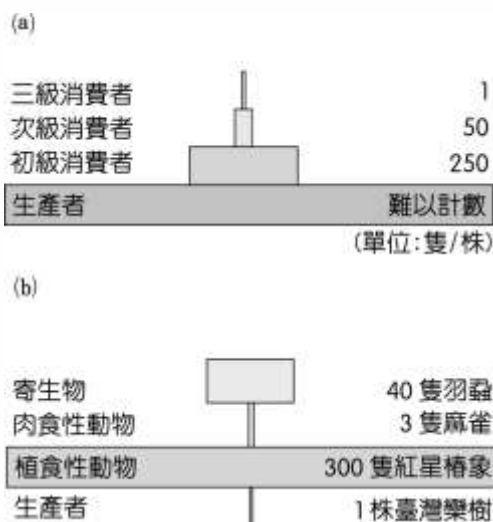 (a)
三級消費者 1
次級消費者 50
初級消費者 250
生產者 難以計數
(單位:隻/株)
(b)
寄生物 40 隻羽蝨
肉食性動物 3 隻麻雀
植食性動物 300 隻紅星椿象
生產者 1 株臺灣欒樹